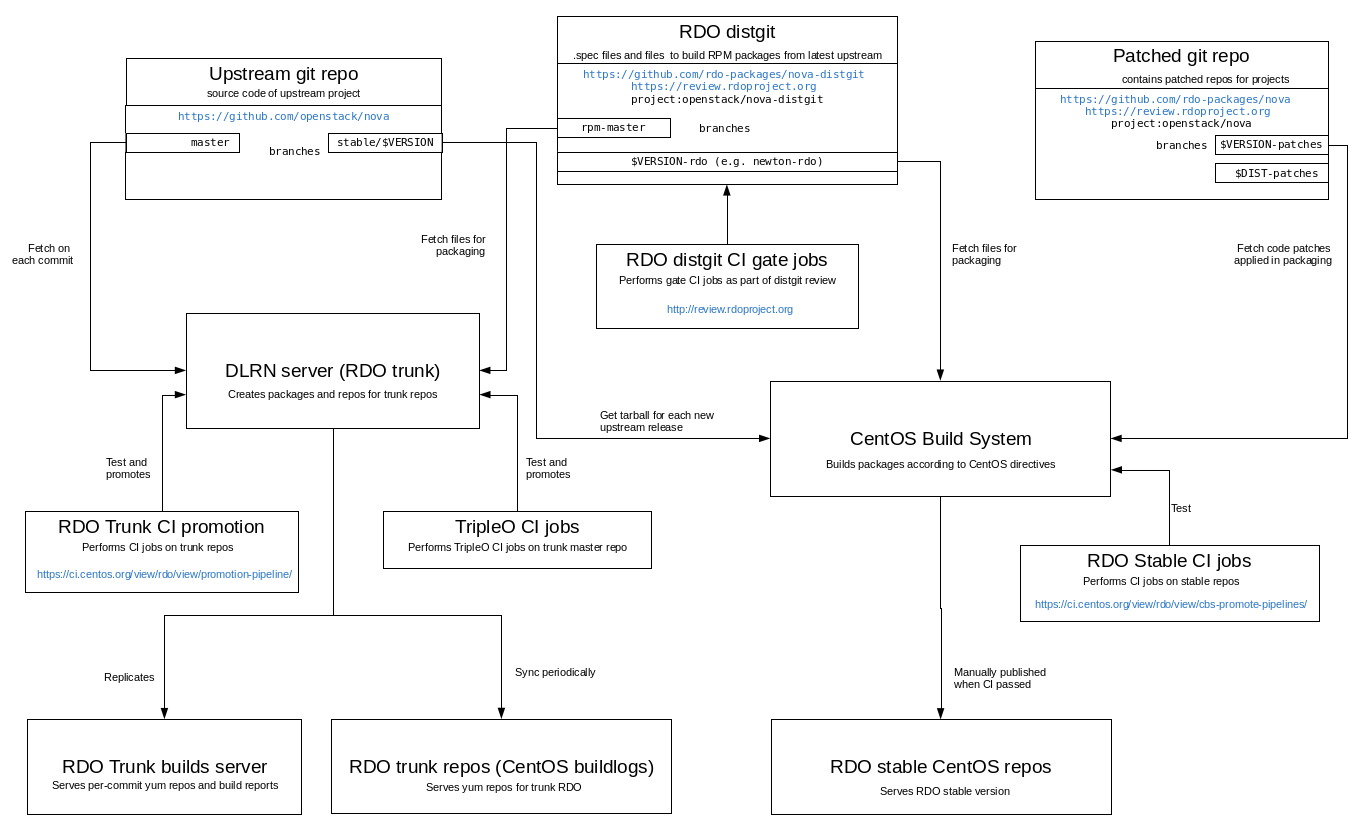 Upstream git repo
source code of upstream project
https://github.com/openstack/nova
master
branches
stable/$VERSION
RDO distgit
.spec files and files to build RPM packages from latest upstream
https://github.com/rdo-packages/nova-distgit
https://review.rdoproject.org
project:openstack/nova-distgit
rpm-master
branches
$VERSION-rdo (e.g. newton-rdo)
Patched git repo
contains patched repos for projects
https://github.com/rdo-packages/nova
https://review.rdoproject.org
project:openstack/nova
branches
$VERSION-patches
$DIST-patches
Fetch on
each commit
Fetch files for
packaging
RDO distgit CI gate jobs
Performs gate CI jobs as part of distgit review
http://review.rdoproject.org
Fetch files for
packaging
Fetch code patches
applied in packaging
DLRN server (RDO trunk)
Creates packages and repos for trunk repos
Get tarball for each new
upstream release
CentOS Build System
Builds packages according to CentOS directives
Test and
promotes
Test and
promotes
Test
RDO Trunk CI promotion
Performs CI jobs on trunk repos
https://ci.centos.org/view/rdo/view/promotion-pipeline/
TripleO CI jobs
Performs TripleO CI jobs on trunk master repo
RDO Stable CI jobs
Performs CI jobs on stable repos
https://ci.centos.org/view/rdo/view/cbs-promote-pipelines/
Replicates
Sync periodically
Manually published
when CI passed
RDO Trunk builds server
Serves per-commit yum repos and build reports
RDO trunk repos (CentOS buildlogs)
Serves yum repos for trunk RDO
RDO stable CentOS repos
Serves RDO stable version